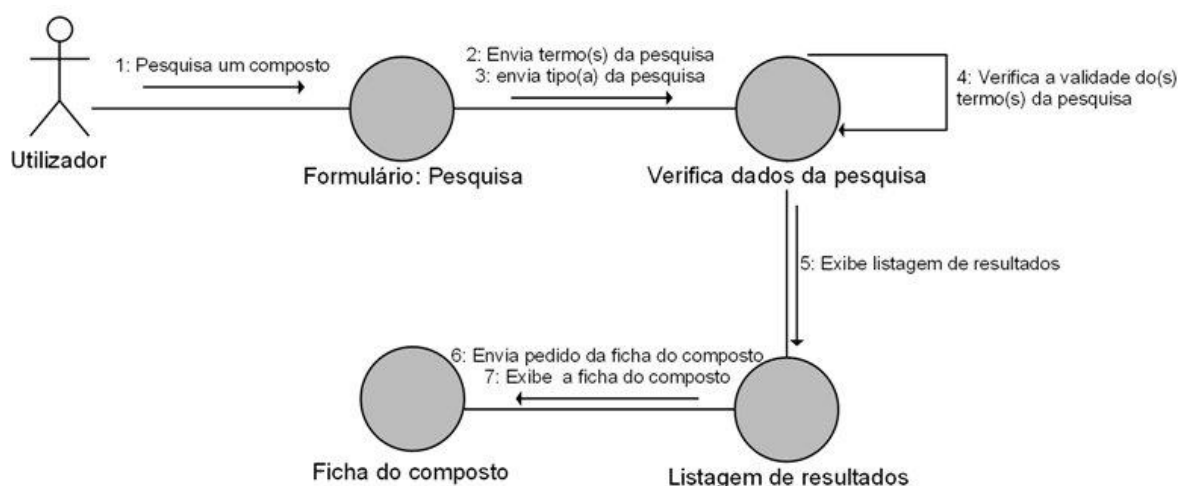 1: Pesquisa um composto
2: Envia termo(s) da pesquisa
3: envia tipo(a) da pesquisa
4: Verifica a validade do(s)
termo(s) da pesquisa
Utilizador
Formulário: Pesquisa
Verifica dados da pesquisa
5: Exibe listagem de resultados
6: Envia pedido da ficha do composto
7: Exibe a ficha do composto
Ficha do composto
Listagem de resultados